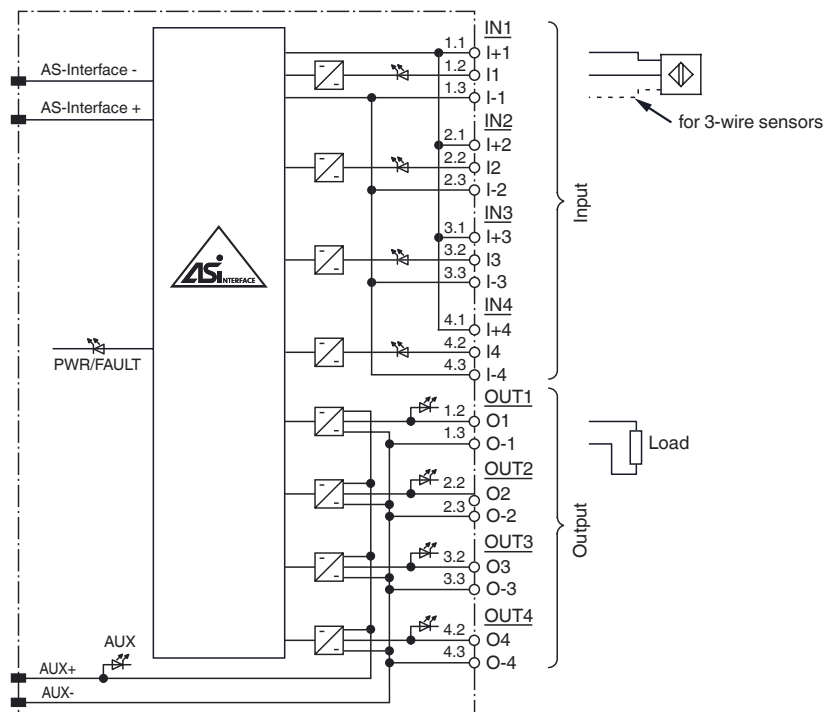 IN1
1.1 I+1
1.2 I1
1.3 I-1
AS-Interface -
AS-Interface +
for 3-wire sensors
IN2
2.1 I+2
2.2 I2
2.3 I-2
Input
IN3
3.1 I+3
3.2 I3
3.3 I-3
ASi INTERFACE
IN4
4.1 I+4
4.2 I4
4.3 I-4
PWR/FAULT
OUT1
1.2 O1
1.3 O-1
Load
OUT2
2.2 O2
2.3 O-2
Output
OUT3
3.2 O3
3.3 O-3
OUT4
4.2 O4
4.3 O-4
AUX
AUX+
AUX-